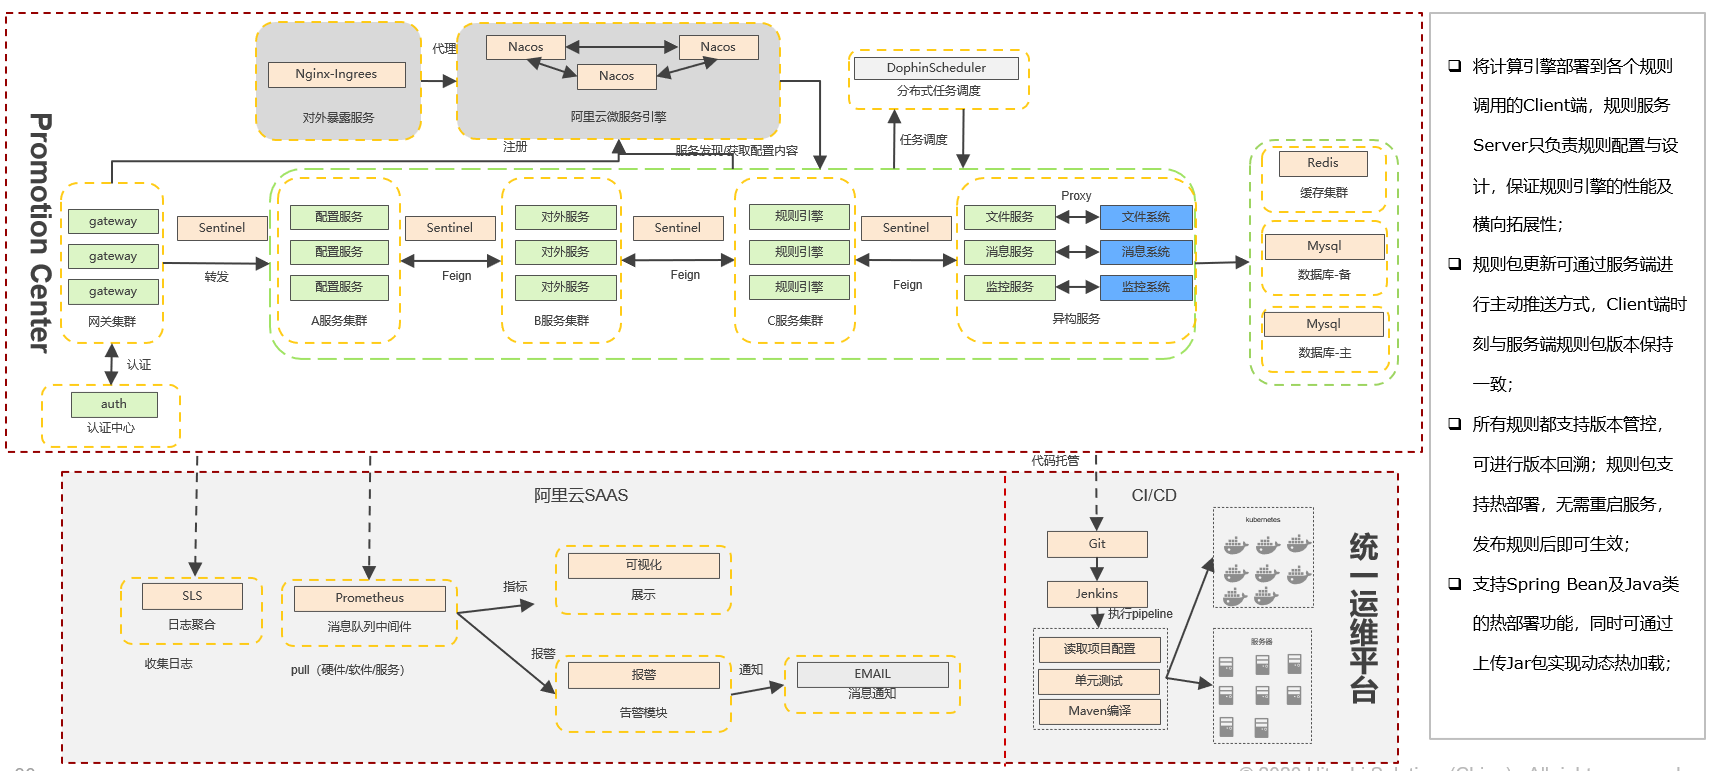 Promotion Center
Nginx-Ingrees
对外暴露服务
代理
Nacos
Nacos
Nacos
阿里云微服务引擎
DophinScheduler
分布式任务调度
注册
服务发现/获取配置内容
任务调度
gateway
gateway
gateway
网关集群
Sentinel
转发
配置服务
配置服务
配置服务
A服务集群
Sentinel
Feign
对外服务
对外服务
对外服务
B服务集群
Sentinel
Feign
规则引擎
规则引擎
规则引擎
C服务集群
Sentinel
Feign
Proxy
文件服务
文件系统
消息服务
消息系统
监控服务
监控系统
异构服务
Redis
缓存集群
Mysql
数据库-备
Mysql
数据库-主
认证
auth
认证中心
代码托管
阿里云SAAS
SLS
日志聚合
收集日志
Prometheus
消息队列中间件
pull（硬件/软件/服务）
指标
可视化
展示
报警
报警
告警模块
通知
EMAIL
消息通知
CI/CD
Git
Jenkins
执行pipeline
读取项目配置
单元测试
Maven编译
kubernetes
服务器
统一运维平台
将计算引擎部署到各个规则
调用的Client端，规则服务
Server只负责规则配置与设
计，保证规则引擎的性能及
横向拓展性；
规则包更新可通过服务端进
行主动推送方式，Client端时
刻与服务端规则包版本保持
一致；
所有规则都支持版本管控，
可进行版本回溯；规则包支
持热部署，无需重启服务，
发布规则后即可生效；
支持Spring Bean及Java类
的热部署功能，同时可通过
上传Jar包实现动态热加载；